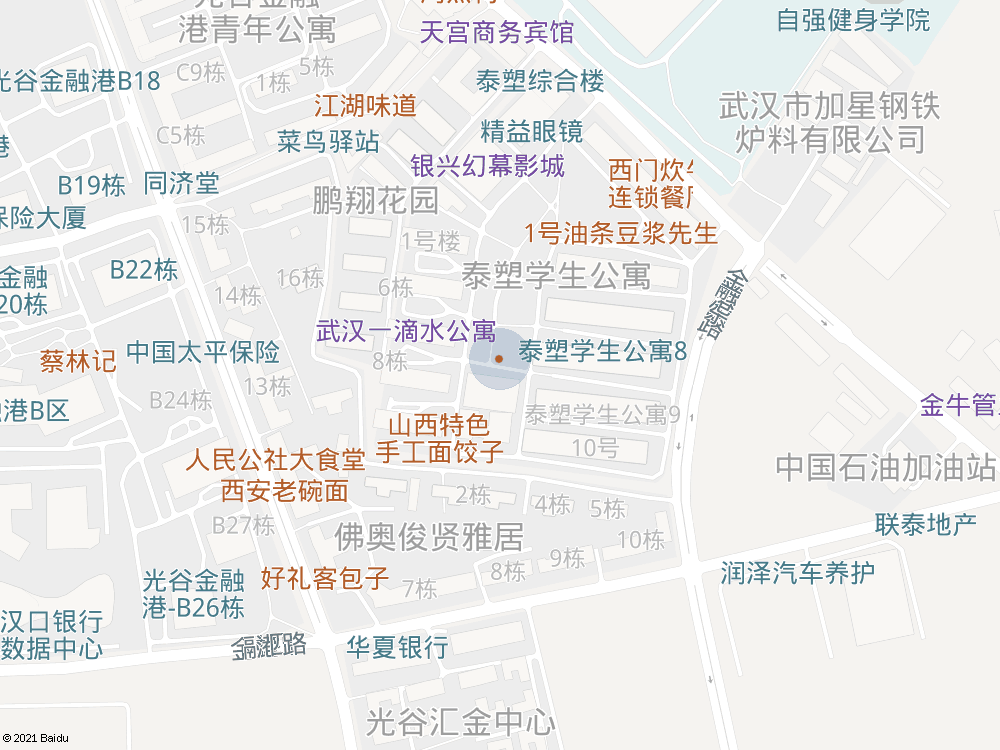 光谷金融
港青年公寓
天宫商务宾馆
自强健身学院
C9栋
5栋
1栋
光谷金融港B18
泰塑综合楼
江湖味道
武汉市加星钢铁
炉料有限公司
C5栋
菜鸟驿站
精益眼镜
港
银兴幻幕影城
西门炊
连锁餐
B19栋
同济堂
鹏翔花园
保险大厦
15栋
1号楼
1号油条豆浆先生
B22栋
16栋
泰塑学生公寓
金融
20栋
14栋
6栋
金融起路
武汉一滴水公寓
中国太平保险
泰塑学生公寓8
蔡林记
8栋
13栋
B24栋
港B区
金牛管
山西特色
手工面饺子
泰塑学生公寓9
10号
人民公社大食堂
西安老碗面
中国石油加油站
2栋
4栋
5栋
B27栋
佛奥俊贤雅居
联泰地产
10栋
9栋
8栋
光谷金融
港-B26栋
好礼客包子
7栋
润泽汽车养护
汉口银行
数据中心
路
华夏银行
光谷汇金中心
© 2021 Baidu